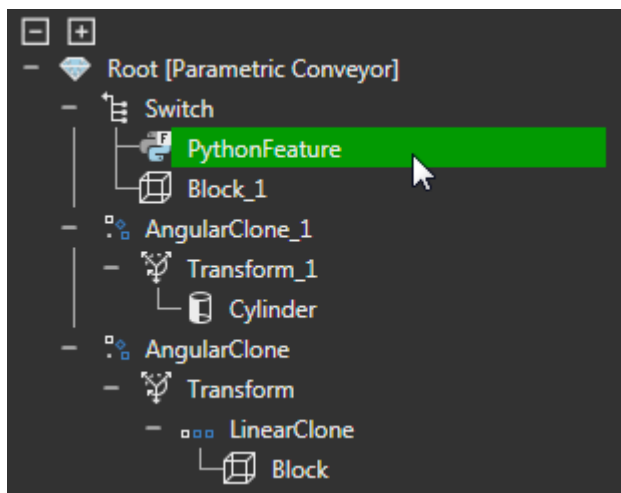 Root [Parametric Conveyor]
Switch
PythonFeature
Block_1
AngularClone_1
Transform_1
Cylinder
AngularClone
Transform
LinearClone
Block